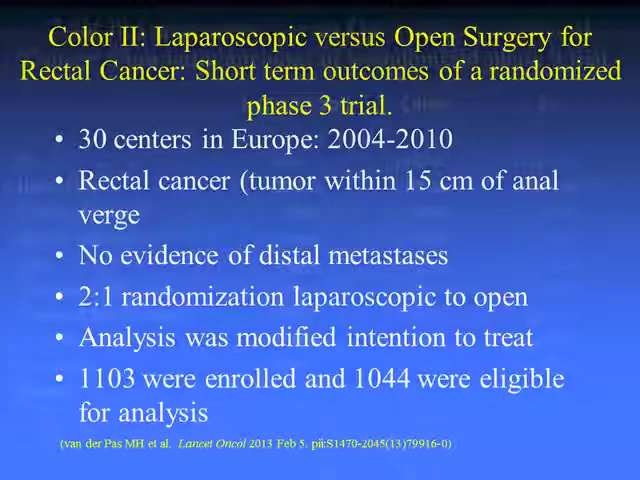 Color II: Laparoscopic versus Open Surgery for
Rectal Cancer: Short term outcomes of a randomized
phase 3 trial.
• 30 centers in Europe: 2004-2010
• Rectal cancer (tumor within 15 cm of anal
verge
• No evidence of distal metastases
• 2:1 randomization laparoscopic to open
• Analysis was modified intention to treat
• 1103 were enrolled and 1044 were eligible
for analysis
(van der Pas MH et al. Lancet Oncol 2013 Feb 5. pii:S1470-2045(13)79916-0)